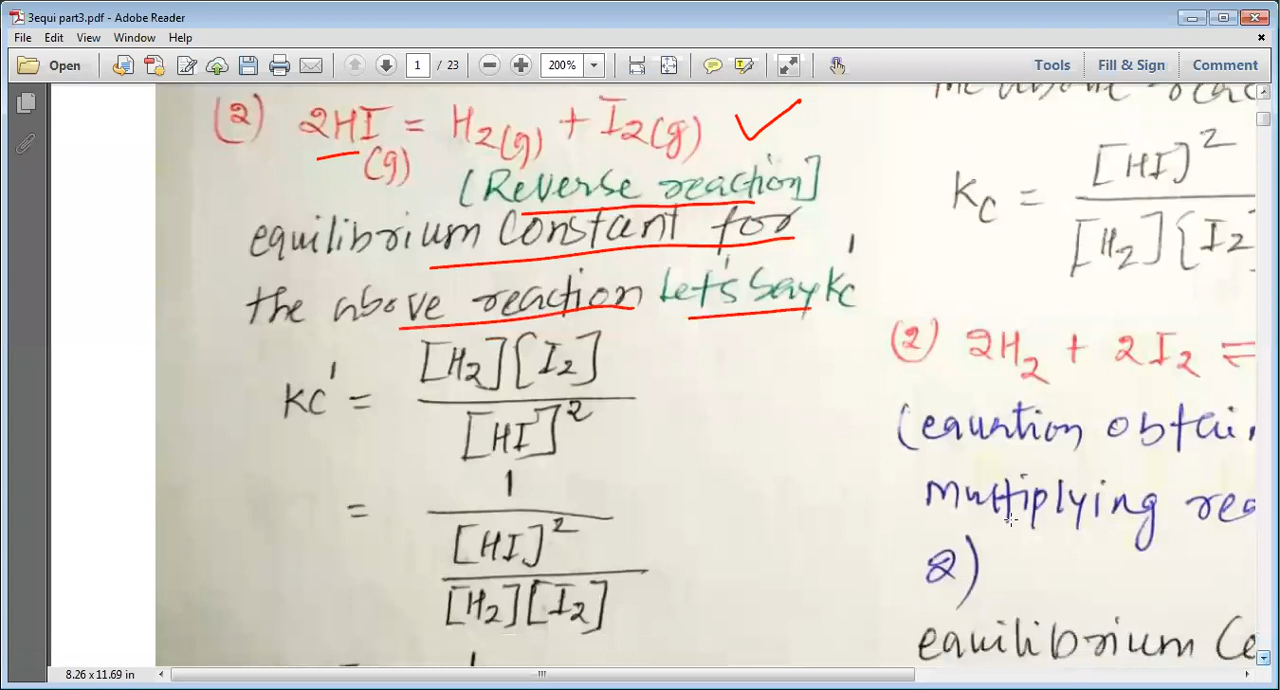 3equi part3.pdf - Adobe Reader
File Edit View Window Help
Open 1 / 23 200% Tools Fill & Sign Comment
(2) 2HI(g) = H2(g) + I2(g)
(Reverse reaction]
equilibrium Constant for
the above reaction Let's Say Kc'
Kc' = [H2][I2]
[HI]2
= 1
[HI]2
[H2][I2]
1
the above
Kc = [HI]2
[H2][I2
(2) 2H2 + 2I2 ⇌
(equation obtai
multiplying rea
2)
equilibrium Co
8.26 x 11.69 in